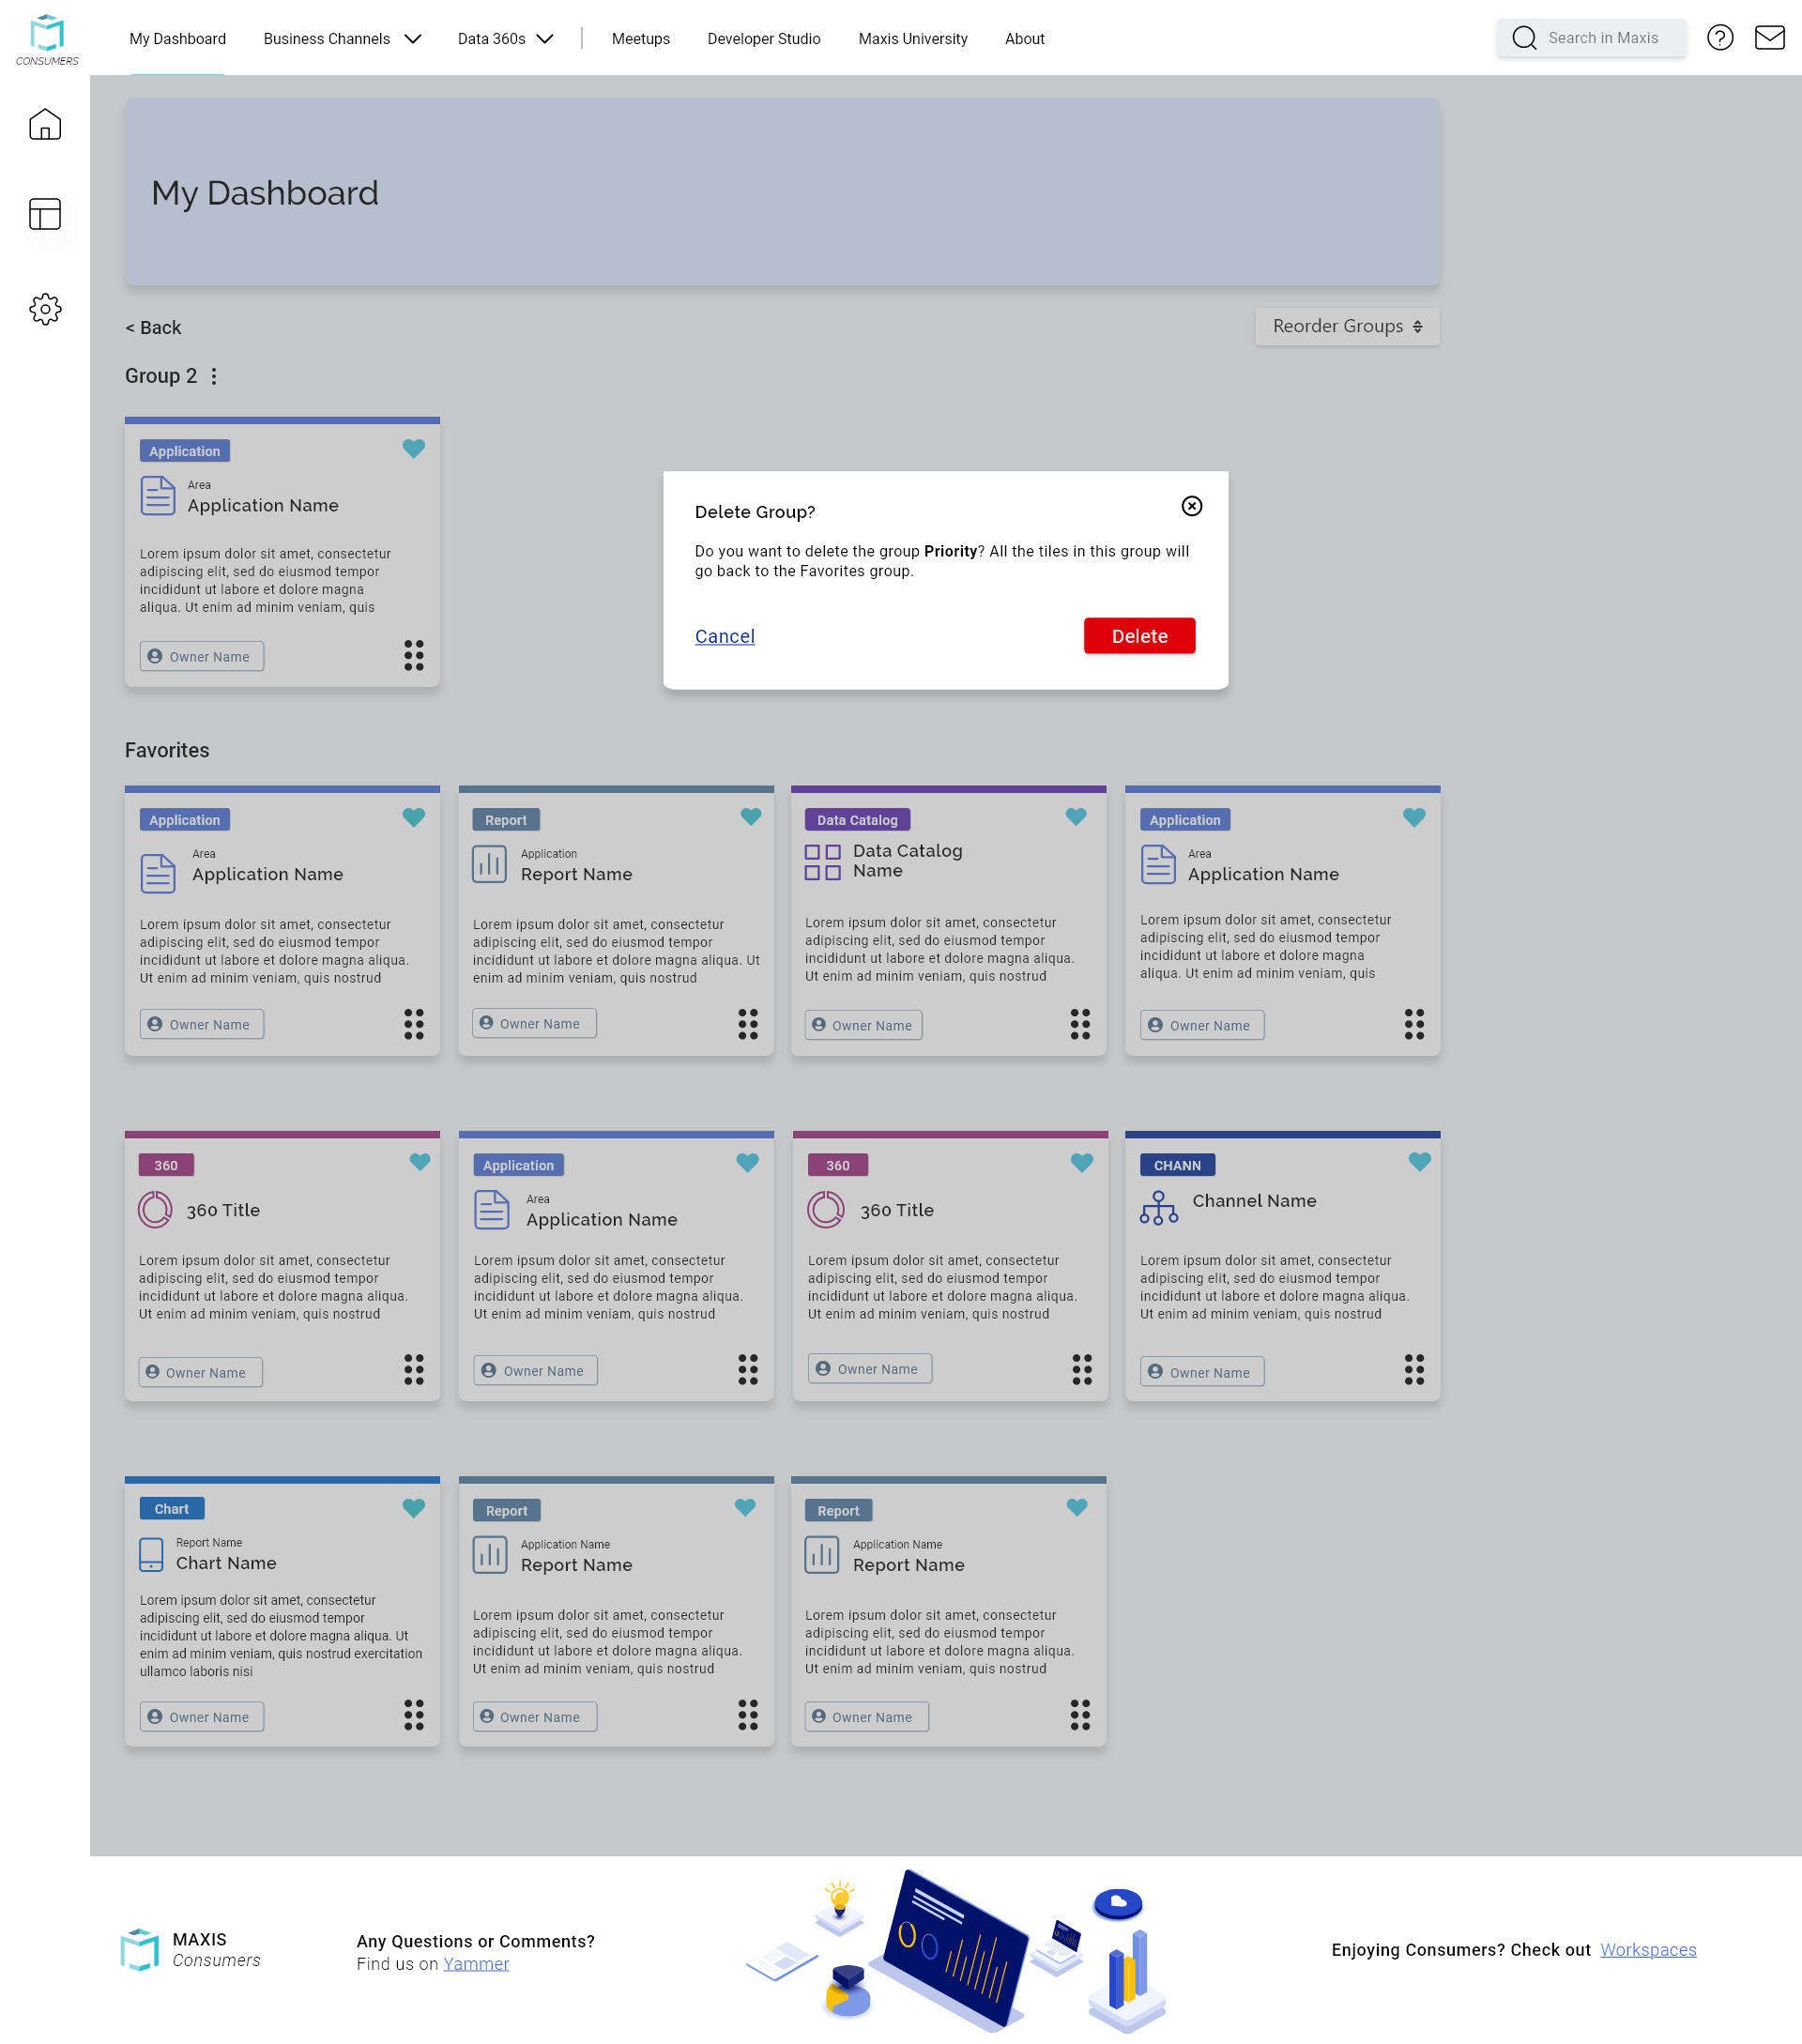 CONSUMERS
My Dashboard
Business Channels
Data 360s
Meetups
Developer Studio
Maxis University
About
Search in Maxis
My Dashboard
< Back
Reorder Groups
Group 2
Application
Area
Application Name
Lorem ipsum dolor sit amet, consectetur
adipiscing elit, sed do eiusmod tempor
incididunt ut labore et dolore magna
aliqua. Ut enim ad minim veniam, quis
Owner Name
Delete Group?
Do you want to delete the group Priority? All the tiles in this group will
go back to the Favorites group.
Cancel
Delete
Favorites
Application
Area
Application Name
Lorem ipsum dolor sit amet, consectetur
adipiscing elit, sed do eiusmod tempor
incididunt ut labore et dolore magna aliqua.
Ut enim ad minim veniam, quis nostrud
Owner Name
Report
Application
Report Name
Lorem ipsum dolor sit amet, consectetur
adipiscing elit, sed do eiusmod tempor
incididunt ut labore et dolore magna aliqua. Ut
enim ad minim veniam, quis nostrud
Owner Name
Data Catalog
Data Catalog
Name
Lorem ipsum dolor sit amet, consectetur
adipiscing elit, sed do eiusmod tempor
incididunt ut labore et dolore magna aliqua.
Ut enim ad minim veniam, quis nostrud
Owner Name
Application
Area
Application Name
Lorem ipsum dolor sit amet, consectetur
adipiscing elit, sed do eiusmod tempor
incididunt ut labore et dolore magna
aliqua. Ut enim ad minim veniam, quis
Owner Name
360
360 Title
Lorem ipsum dolor sit amet, consectetur
adipiscing elit, sed do eiusmod tempor
incididunt ut labore et dolore magna aliqua.
Ut enim ad minim veniam, quis nostrud
Owner Name
Application
Area
Application Name
Lorem ipsum dolor sit amet, consectetur
adipiscing elit, sed do eiusmod tempor
incididunt ut labore et dolore magna aliqua.
Ut enim ad minim veniam, quis nostrud
Owner Name
360
360 Title
Lorem ipsum dolor sit amet, consectetur
adipiscing elit, sed do eiusmod tempor
incididunt ut labore et dolore magna aliqua.
Ut enim ad minim veniam, quis nostrud
Owner Name
CHANN
Channel Name
Lorem ipsum dolor sit amet, consectetur
adipiscing elit, sed do eiusmod tempor
incididunt ut labore et dolore magna aliqua.
Ut enim ad minim veniam, quis nostrud
Owner Name
Chart
Report Name
Chart Name
Lorem ipsum dolor sit amet, consectetur
adipiscing elit, sed do eiusmod tempor
incididunt ut labore et dolore magna aliqua. Ut
enim ad minim veniam, quis nostrud exercitation
ullamco laboris nisi
Owner Name
Report
Application Name
Report Name
Lorem ipsum dolor sit amet, consectetur
adipiscing elit, sed do eiusmod tempor
incididunt ut labore et dolore magna aliqua.
Ut enim ad minim veniam, quis nostrud
Owner Name
Report
Application Name
Report Name
Lorem ipsum dolor sit amet, consectetur
adipiscing elit, sed do eiusmod tempor
incididunt ut labore et dolore magna aliqua.
Ut enim ad minim veniam, quis nostrud
Owner Name
MAXIS
Consumers
Any Questions or Comments?
Find us on Yammer
Enjoying Consumers? Check out Workspaces